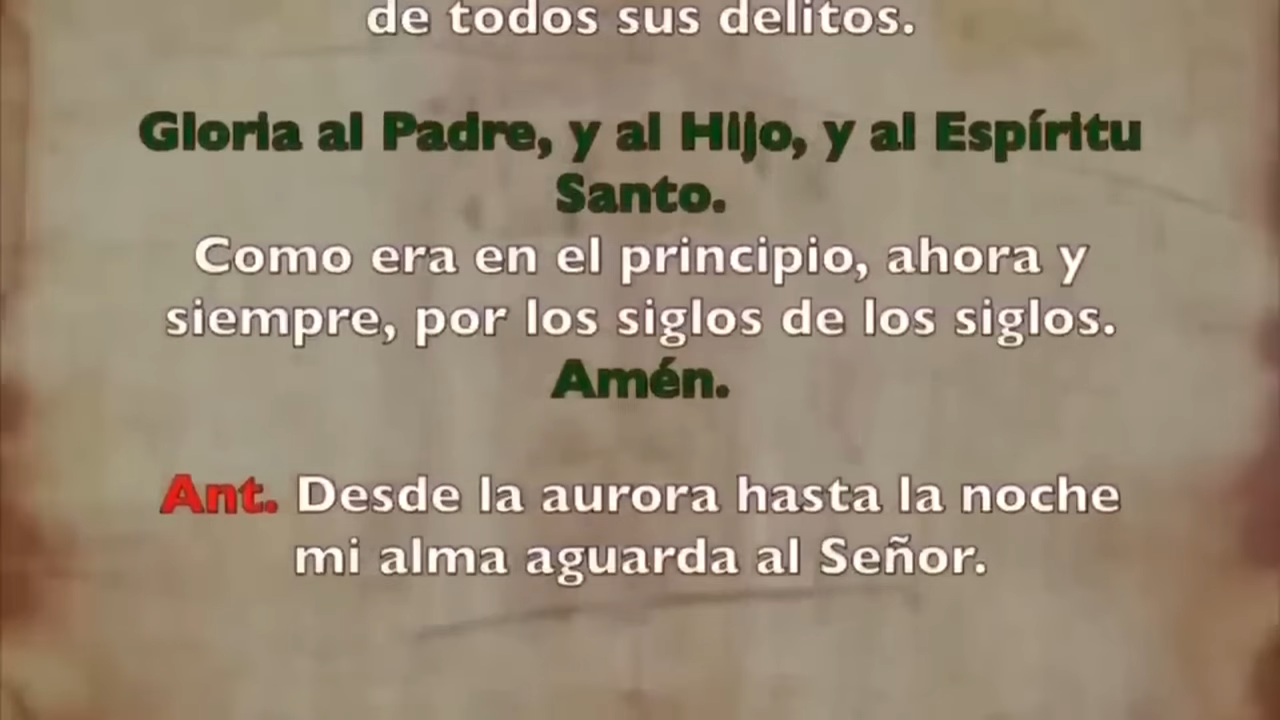 de todos sus delitos.
Gloria al Padre, y al Hijo, y al Espíritu
Santo.
Como era en el principio, ahora y
siempre, por los siglos de los siglos.
Amén.
Ant. Desde la aurora hasta la noche
mi alma aguarda al Señor.